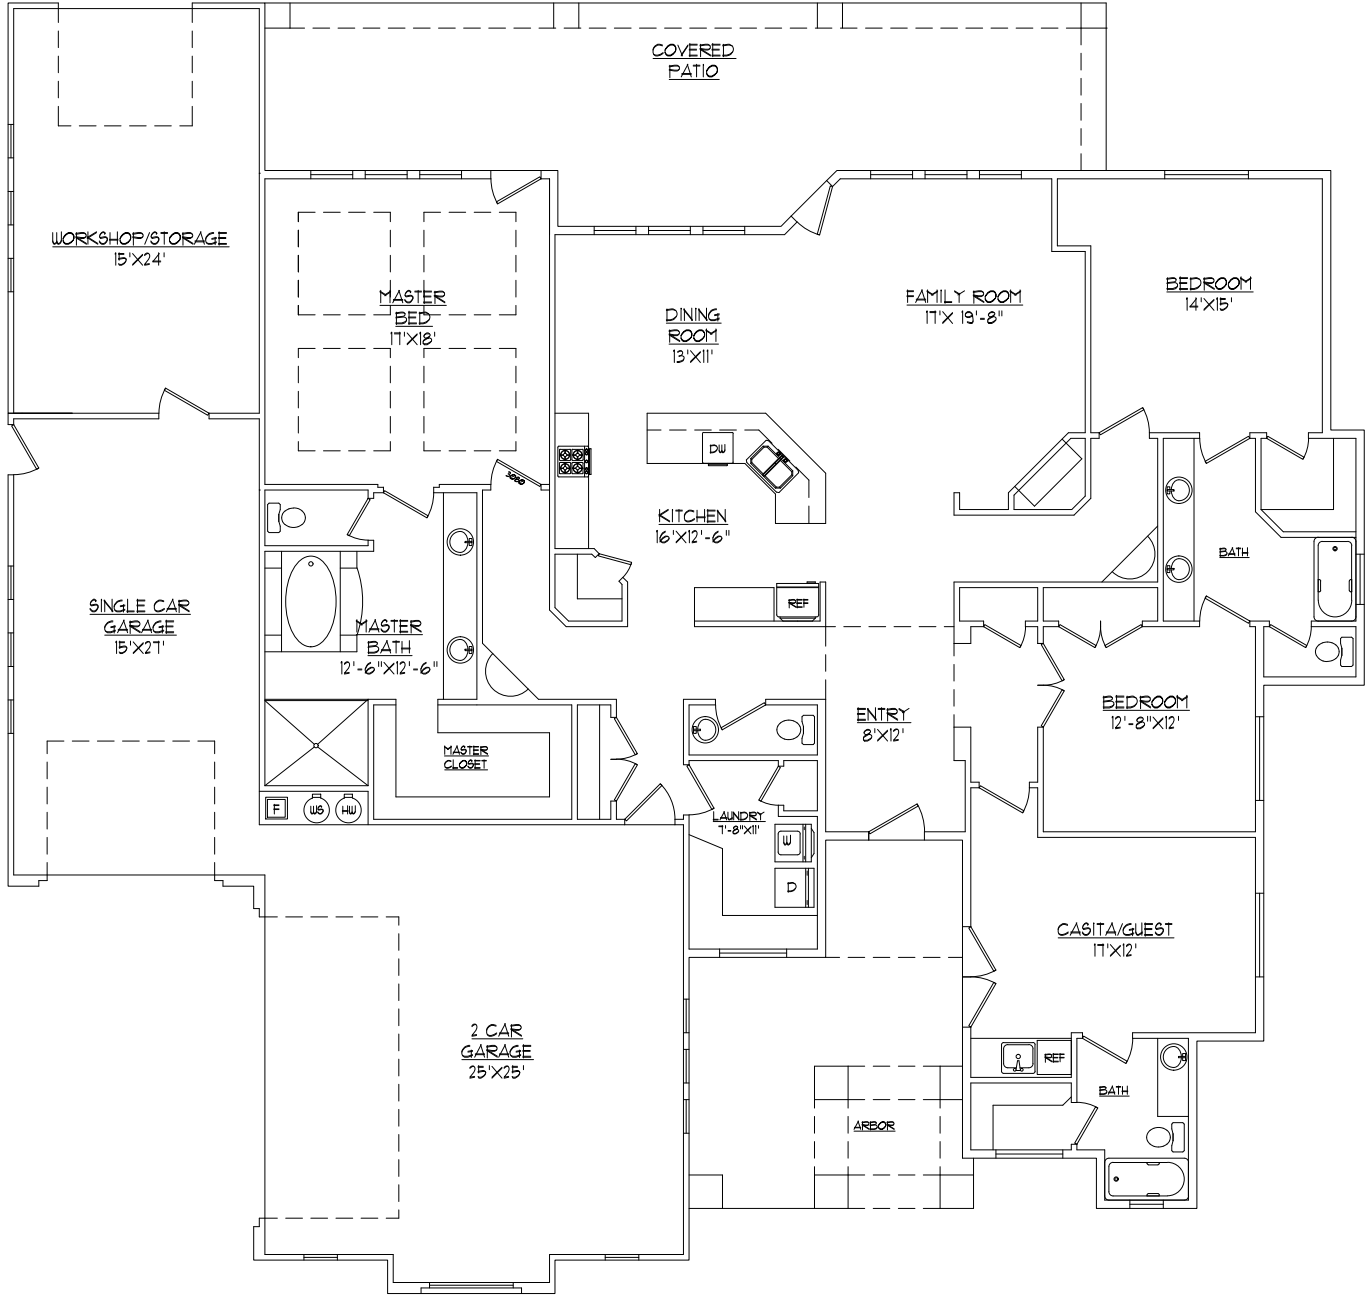 COVERED
PATIO
WORKSHOP/STORAGE
15'X24'
MASTER
BED
17'X18'
DINING
ROOM
13'X11'
FAMILY ROOM
17'X 19'-8"
BEDROOM
14'X15'
DW
3080
KITCHEN
16'X12'-6"
BATH
REF
SINGLE CAR
GARAGE
15'X27'
MASTER
BATH
12'-6"X12'-6"
ENTRY
8'X12'
BEDROOM
12'-8"X12'
MASTER
CLOSET
F
WS
HW
LAUNDRY
7'-8"X11'
W
D
CASITA/GUEST
17'X12'
2 CAR
GARAGE
25'X25'
REF
BATH
ARBOR